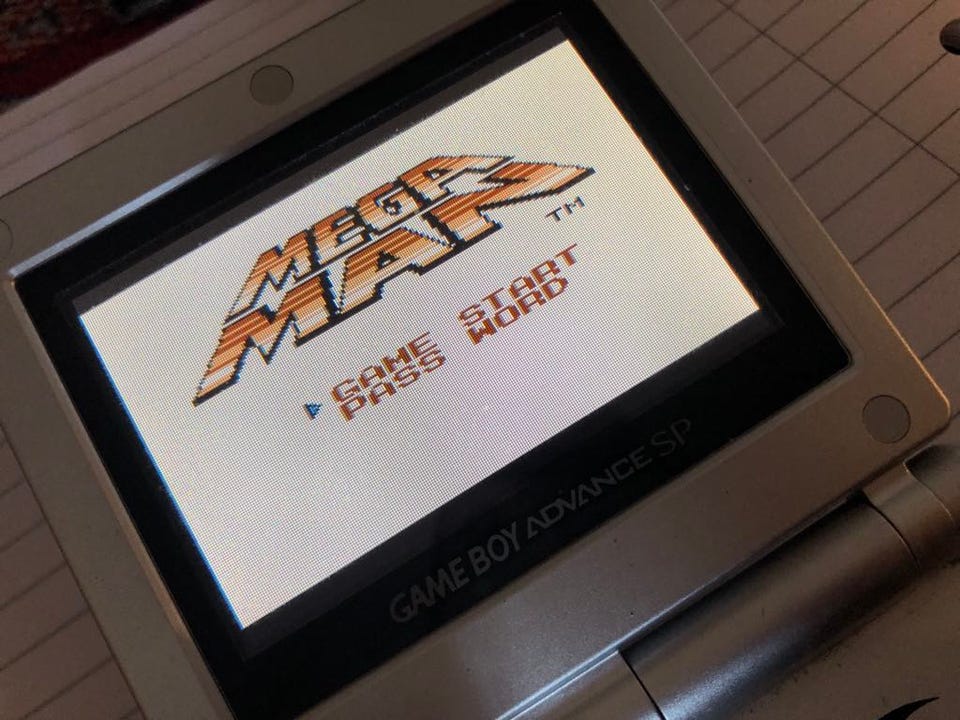 MEGA
MAN
TM
GAME START
PASS WORD
GAME BOY ADVANCE SP